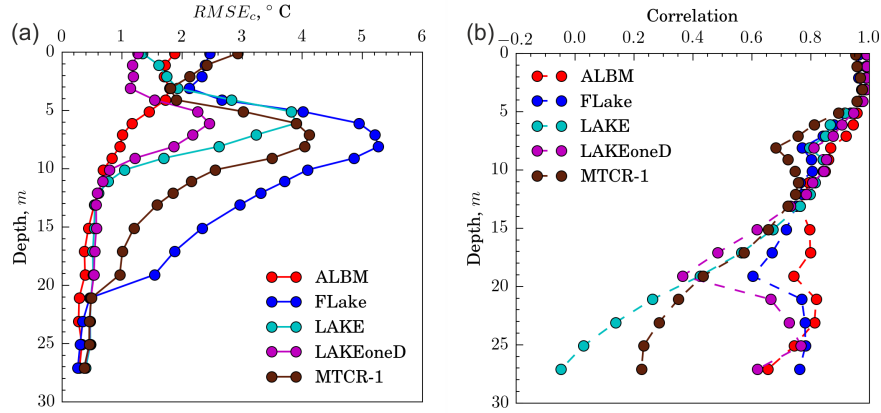 (a)
RMSE_c, ° C
0 1 2 3 4 5 6
0
5
10
15
20
25
30
Depth, m
ALBM
FLake
LAKE
LAKEoneD
MTCR-1
(b)
Correlation
−0.2 0.0 0.2 0.4 0.6 0.8 1.0
0
5
10
15
20
25
30
Depth, m
ALBM
FLake
LAKE
LAKEoneD
MTCR-1